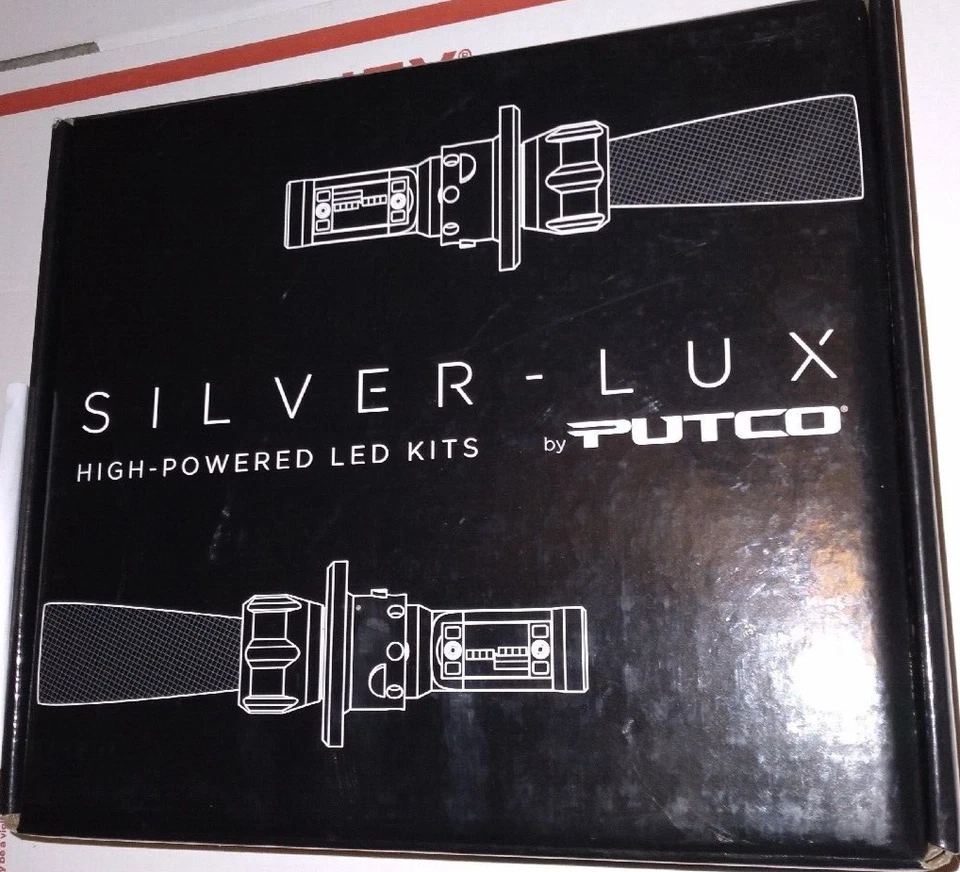 SILVER-LUX
HIGH-POWERED LED KITS
by PUTCO®